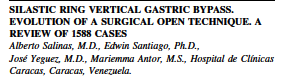 SILASTIC RING VERTICAL GASTRIC BYPASS.
EVOLUTION OF A SURGICAL OPEN TECHNIQUE. A
REVIEW OF 1588 CASES
Alberto Salinas, M.D., Edwin Santiago, Ph.D.,
José Yeguez, M.D., Mariemma Antor, M.S., Hospital de Clínicas
Caracas, Caracas, Venezuela.